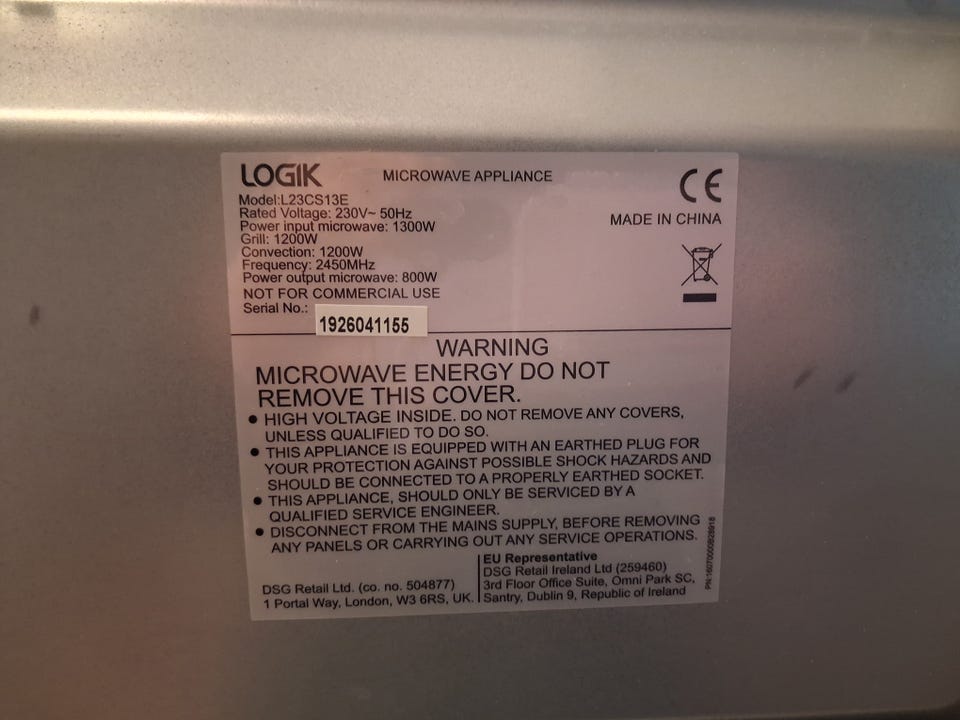 LOGIK
MICROWAVE APPLIANCE
CE
Model:L23CS13E
Rated Voltage: 230V~ 50Hz
Power input microwave: 1300W
Grill: 1200W
Convection: 1200W
Frequency: 2450MHz
Power output microwave: 800W
NOT FOR COMMERCIAL USE
Serial No.: 1926041155
MADE IN CHINA
WARNING
MICROWAVE ENERGY DO NOT
REMOVE THIS COVER.
• HIGH VOLTAGE INSIDE. DO NOT REMOVE ANY COVERS,
UNLESS QUALIFIED TO DO SO.
• THIS APPLIANCE IS EQUIPPED WITH AN EARTHED PLUG FOR
YOUR PROTECTION AGAINST POSSIBLE SHOCK HAZARDS AND
SHOULD BE CONNECTED TO A PROPERLY EARTHED SOCKET.
• THIS APPLIANCE, SHOULD ONLY BE SERVICED BY A
QUALIFIED SERVICE ENGINEER.
• DISCONNECT FROM THE MAINS SUPPLY, BEFORE REMOVING
ANY PANELS OR CARRYING OUT ANY SERVICE OPERATIONS.
DSG Retail Ltd. (co. no. 504877)
1 Portal Way, London, W3 6RS, UK.
EU Representative
DSG Retail Ireland Ltd (259460)
3rd Floor Office Suite, Omni Park SC,
Santry, Dublin 9, Republic of Ireland